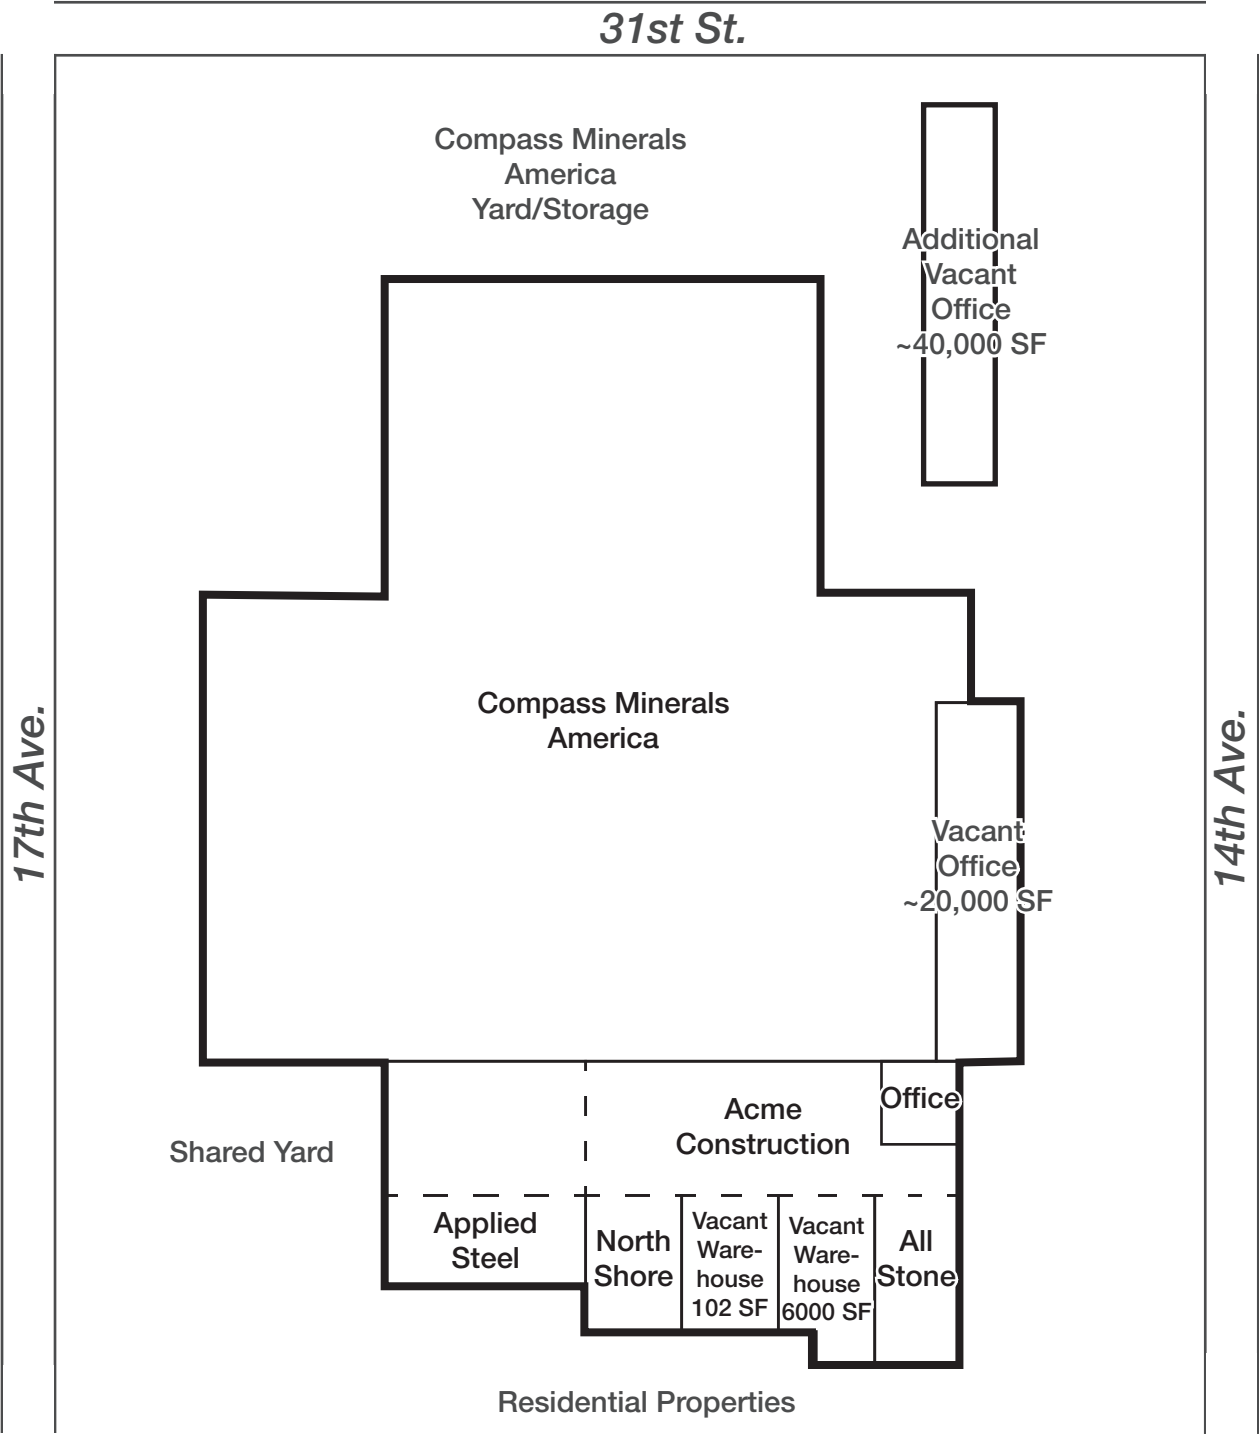 31st St.
Compass Minerals
America
Yard/Storage
Additional
Vacant
Office
~40,000 SF
Compass Minerals
America
17th Ave.
14th Ave.
Vacant
Office
~20,000 SF
Office
Acme
Construction
Shared Yard
Applied
Steel
North
Shore
Vacant
Ware-
house
102 SF
Vacant
Ware-
house
6000 SF
All
Stone
Residential Properties